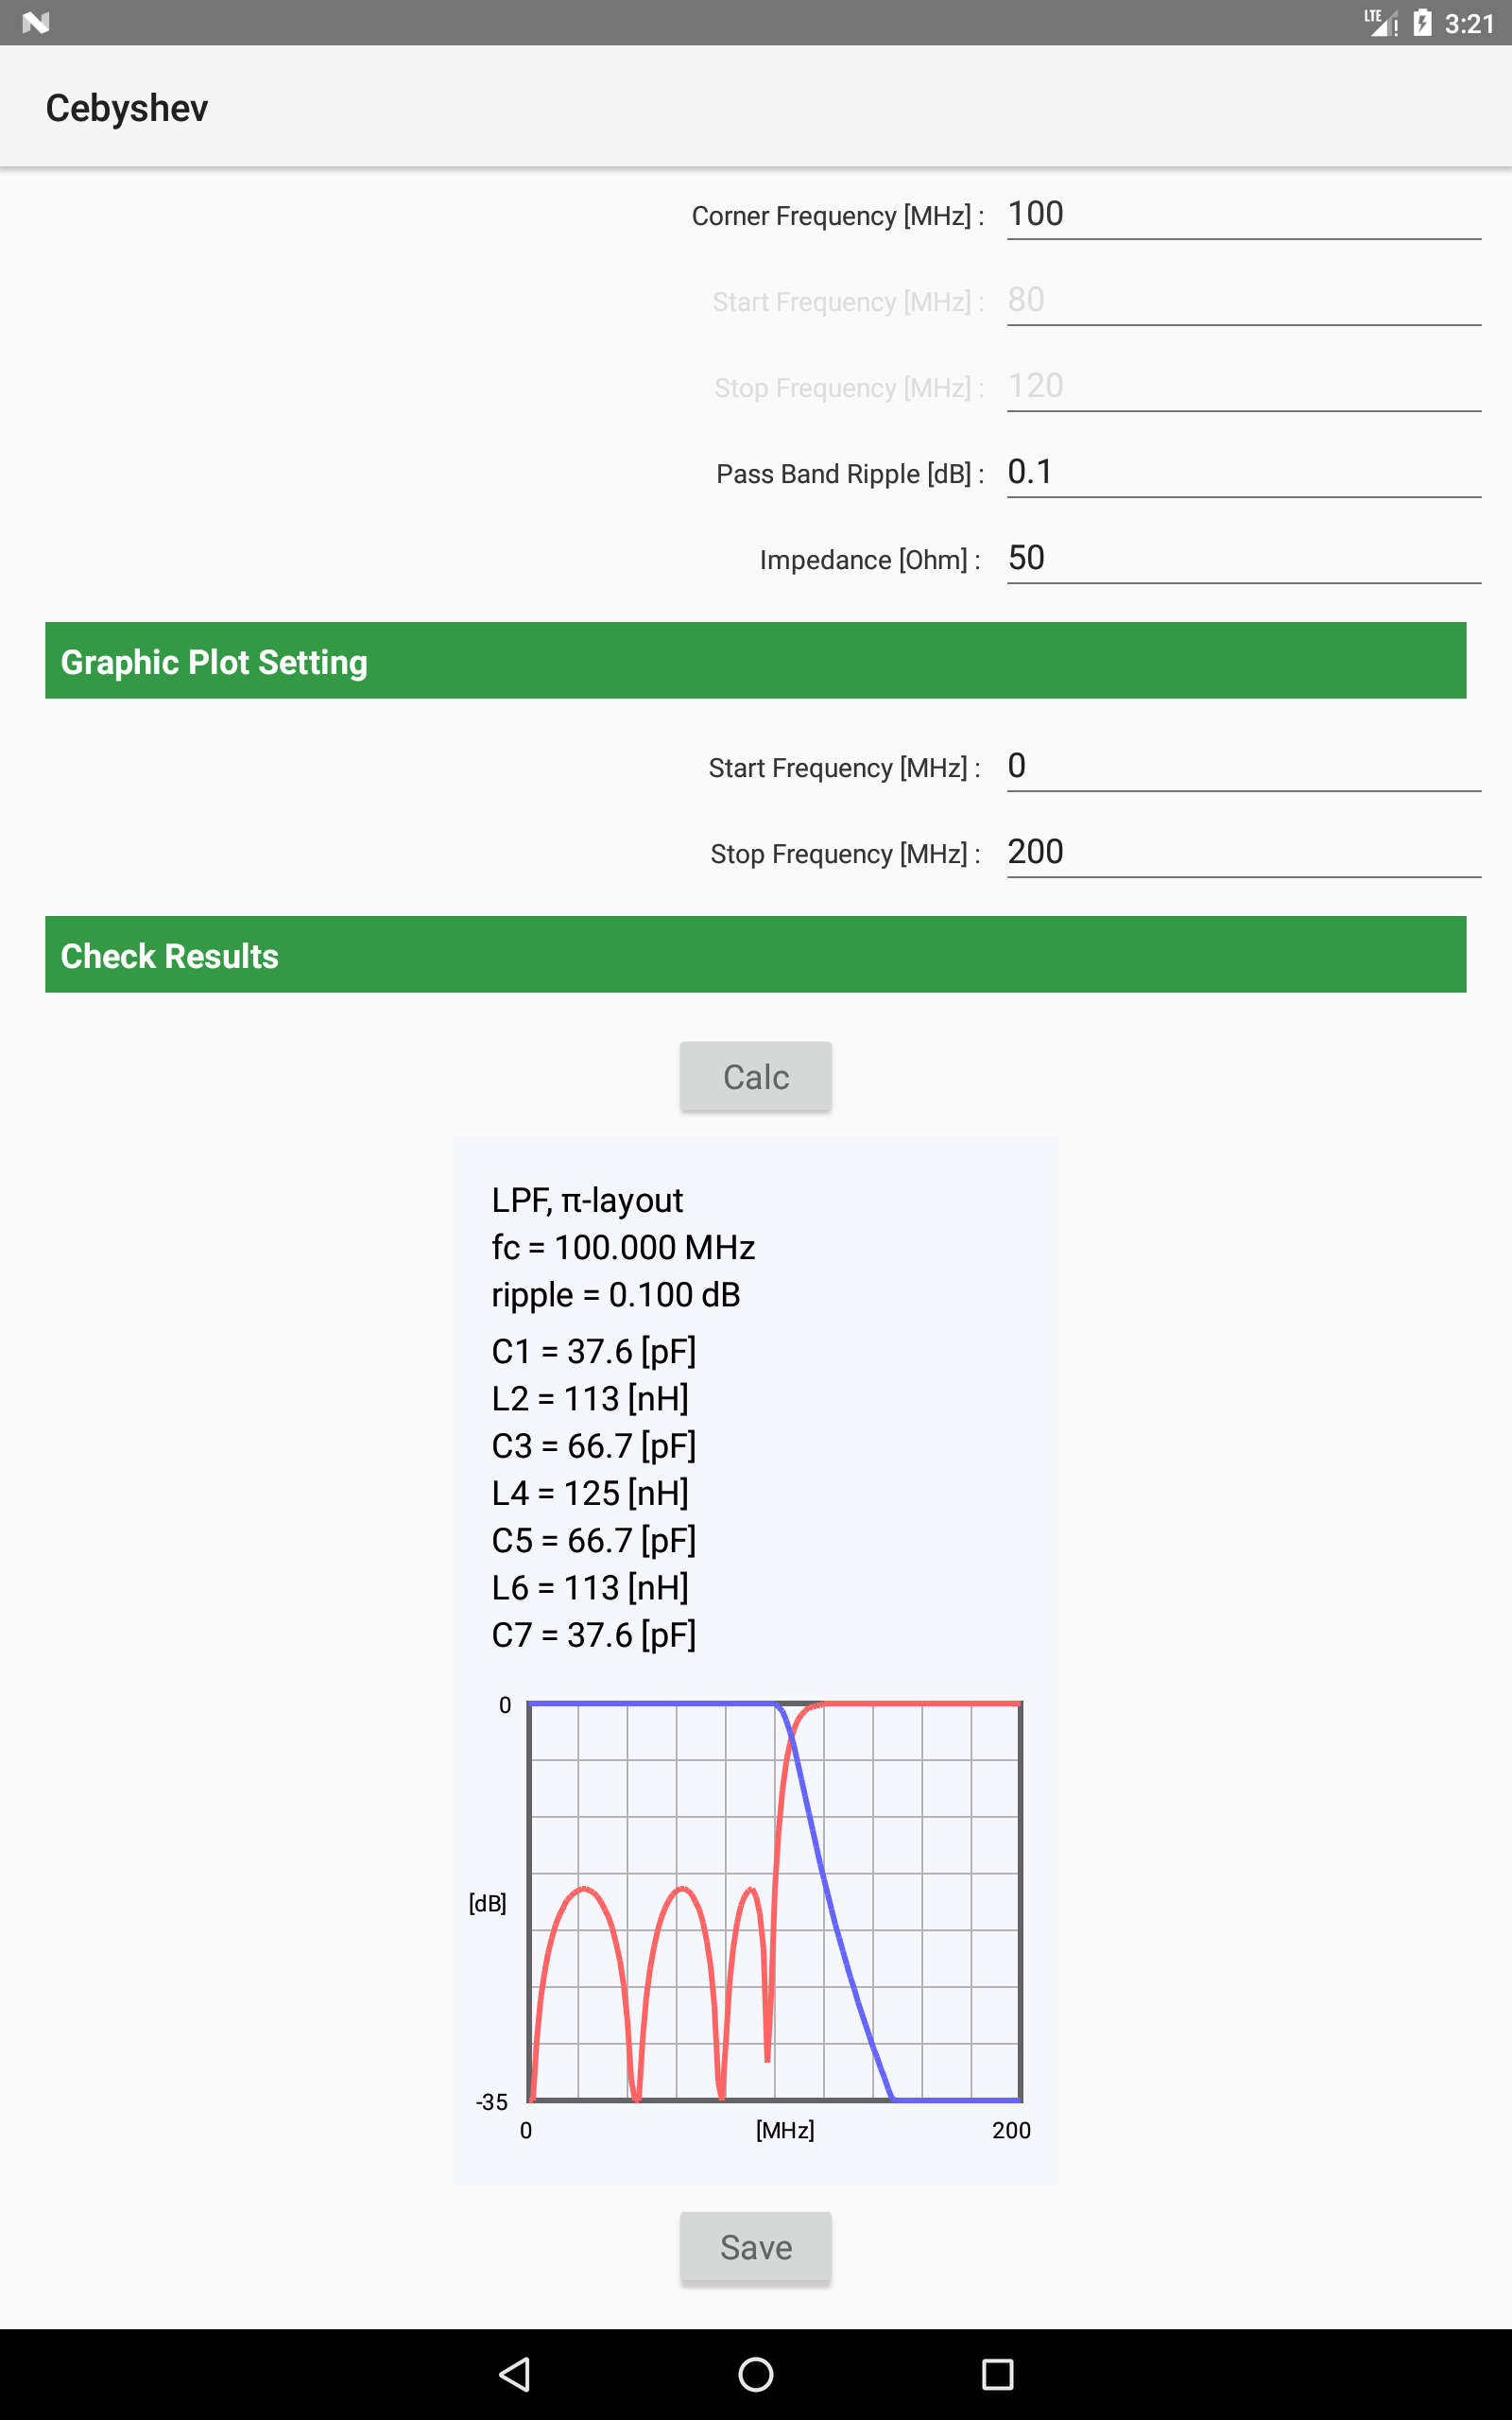 LTE 3:21
Cebyshev
Corner Frequency [MHz] : 100
Start Frequency [MHz] : 80
Stop Frequency [MHz] : 120
Pass Band Ripple [dB] : 0.1
Impedance [Ohm] : 50
Graphic Plot Setting
Start Frequency [MHz] : 0
Stop Frequency [MHz] : 200
Check Results
Calc
LPF, π-layout
fc = 100.000 MHz
ripple = 0.100 dB
C1 = 37.6 [pF]
L2 = 113 [nH]
C3 = 66.7 [pF]
L4 = 125 [nH]
C5 = 66.7 [pF]
L6 = 113 [nH]
C7 = 37.6 [pF]
0
[dB]
-35
0 [MHz] 200
Save